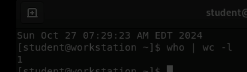 student@
Sun Oct 27 07:29:23 AM EDT 2024
[student@workstation ~]$ who | wc -l
1
[student@workstation ~]$